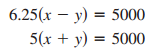 6.25(x − y) = 5000
5(x + y) = 5000